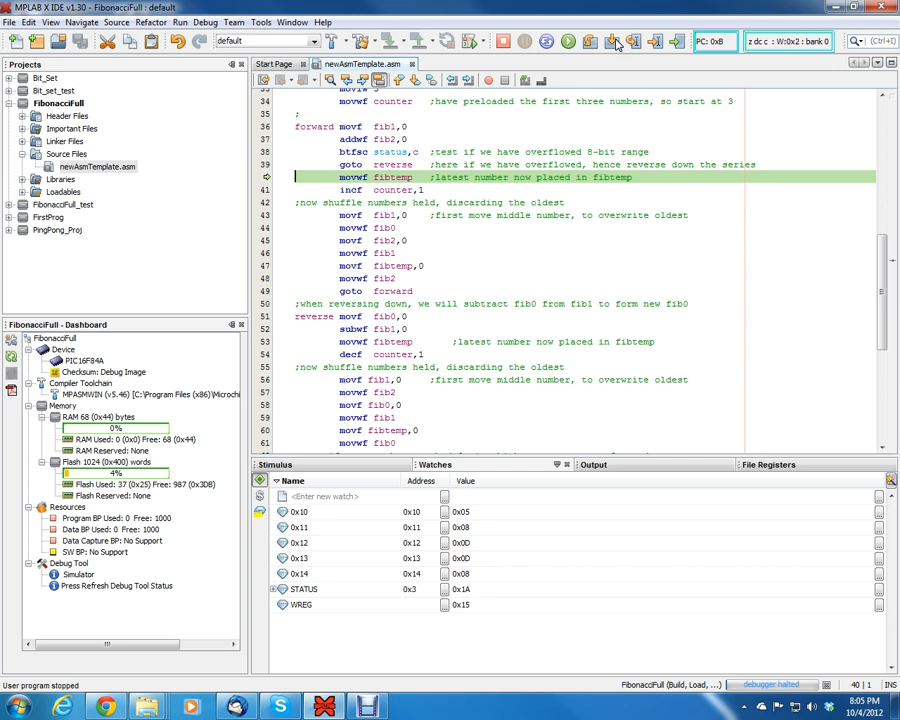 MPLAB X IDE v1.30 - FibonacciFull : default
File Edit View Navigate Source Refactor Run Debug Team Tools Window Help
default
PC: 0xB
z dc c : W:0x2 : bank 0
(Ctrl+I)
Projects
Bit_Set
Bit_set_test
FibonacciFull
Header Files
Important Files
Linker Files
Source Files
newAsmTemplate.asm
Libraries
Loadables
FibonacciFull_test
FirstProg
PingPong_Proj
FibonacciFull - Dashboard
FibonacciFull
Device
PIC16F84A
Checksum: Debug Image
Compiler Toolchain
MPASMWIN (v5.46) [C:\Program Files (x86)\Microchi
Memory
RAM 68 (0x44) bytes
0%
RAM Used: 0 (0x0) Free: 68 (0x44)
RAM Reserved: None
Flash 1024 (0x400) words
4%
Flash Used: 37 (0x25) Free: 987 (0x3DB)
Flash Reserved: None
Resources
Program BP Used: 0 Free: 1000
Data BP Used: 0 Free: 1000
Data Capture BP: No Support
SW BP: No Support
Debug Tool
Simulator
Press Refresh Debug Tool Status
Start Page
newAsmTemplate.asm
33 movlw 3
34 movwf counter ;have preloaded the first three numbers, so start at 3
35 ;
36 forward movf fib1,0
37 addwf fib2,0
38 btfsc status,c ;test if we have overflowed 8-bit range
39 goto reverse ;here if we have overflowed, hence reverse down the series
movwf fibtemp ;latest number now placed in fibtemp
41 incf counter,1
42 ;now shuffle numbers held, discarding the oldest
43 movf fib1,0 ;first move middle number, to overwrite oldest
44 movwf fib0
45 movf fib2,0
46 movwf fib1
47 movf fibtemp,0
48 movwf fib2
49 goto forward
50 ;when reversing down, we will subtract fib0 from fib1 to form new fib0
51 reverse movf fib0,0
52 subwf fib1,0
53 movwf fibtemp ;latest number now placed in fibtemp
54 decf counter,1
55 ;now shuffle numbers held, discarding the oldest
56 movf fib1,0 ;first move middle number, to overwrite oldest
57 movwf fib2
58 movf fib0,0
59 movwf fib1
60 movf fibtemp,0
61 movwf fib0
Stimulus
Watches
Output
File Registers
Name Address Value
<Enter new watch>
0x10 0x10 0x05
0x11 0x11 0x08
0x12 0x12 0x0D
0x13 0x13 0x0D
0x14 0x14 0x08
STATUS 0x3 0x1A
WREG 0x15
User program stopped
FibonacciFull (Build, Load, ...)
debugger halted
40 | 1
INS
8:05 PM
10/4/2012